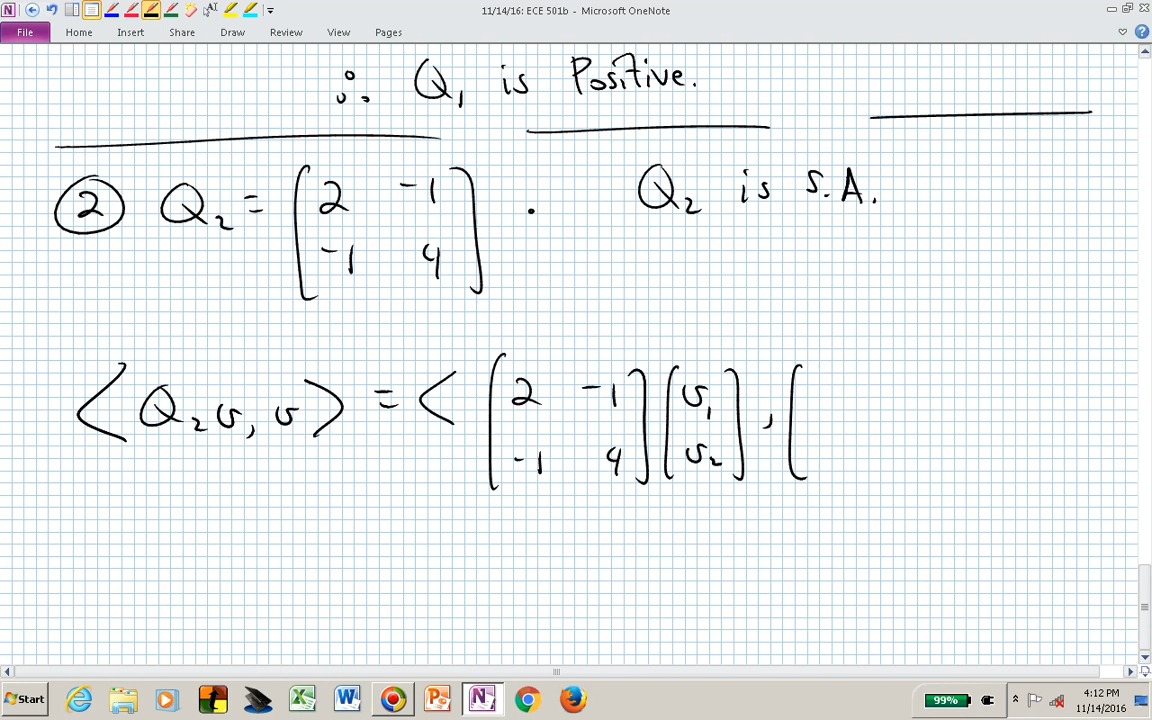 11/14/16: ECE 501b - Microsoft OneNote
File Home Insert Share Draw Review View Pages
∴ Q₁ is Positive.
② Q₂ = [2 -1; -1 4] . Q₂ is S.A.
<Q₂v, v> = < [2 -1; -1 4] [v₁; v₂] , [
Start 99% 4:12 PM
11/14/2016